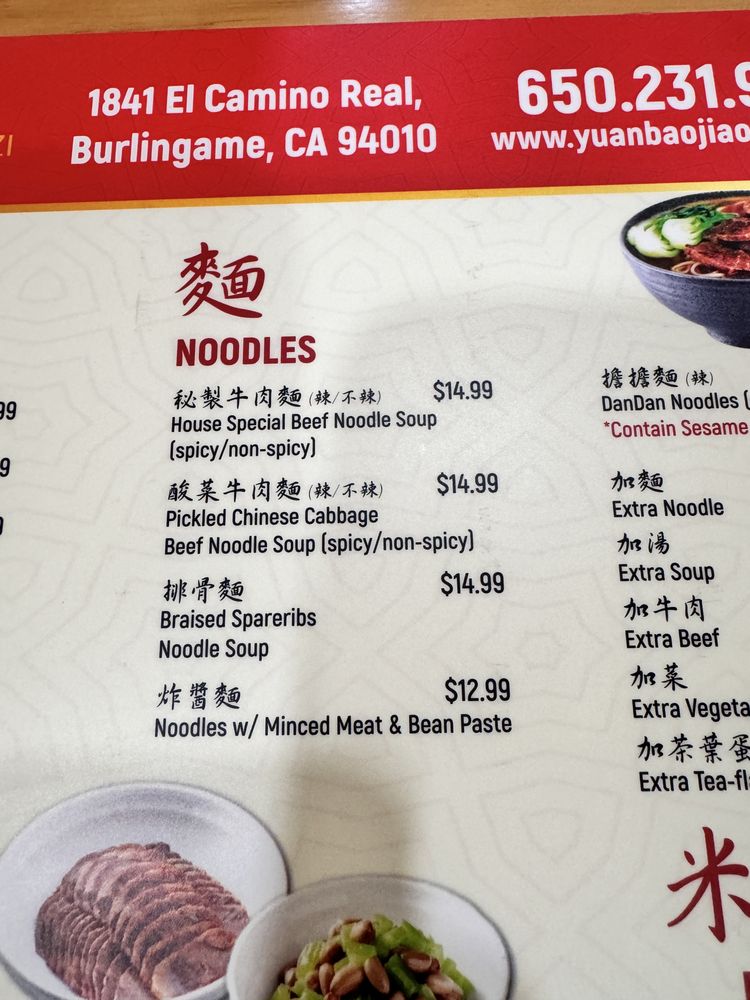 1841 El Camino Real,
Burlingame, CA 94010
650.231.9
www.yuanbaojiao
麵
NOODLES
秘製牛肉麵 (辣/不辣) $14.99
House Special Beef Noodle Soup
(spicy/non-spicy)
酸菜牛肉麵 (辣/不辣) $14.99
Pickled Chinese Cabbage
Beef Noodle Soup (spicy/non-spicy)
排骨麵 $14.99
Braised Spareribs
Noodle Soup
炸醬麵 $12.99
Noodles w/ Minced Meat & Bean Paste
擔擔麵 (辣)
DanDan Noodles (
*Contain Sesame
加麵
Extra Noodle
加湯
Extra Soup
加牛肉
Extra Beef
加菜
Extra Vegeta
加茶葉蛋
Extra Tea-fl
米